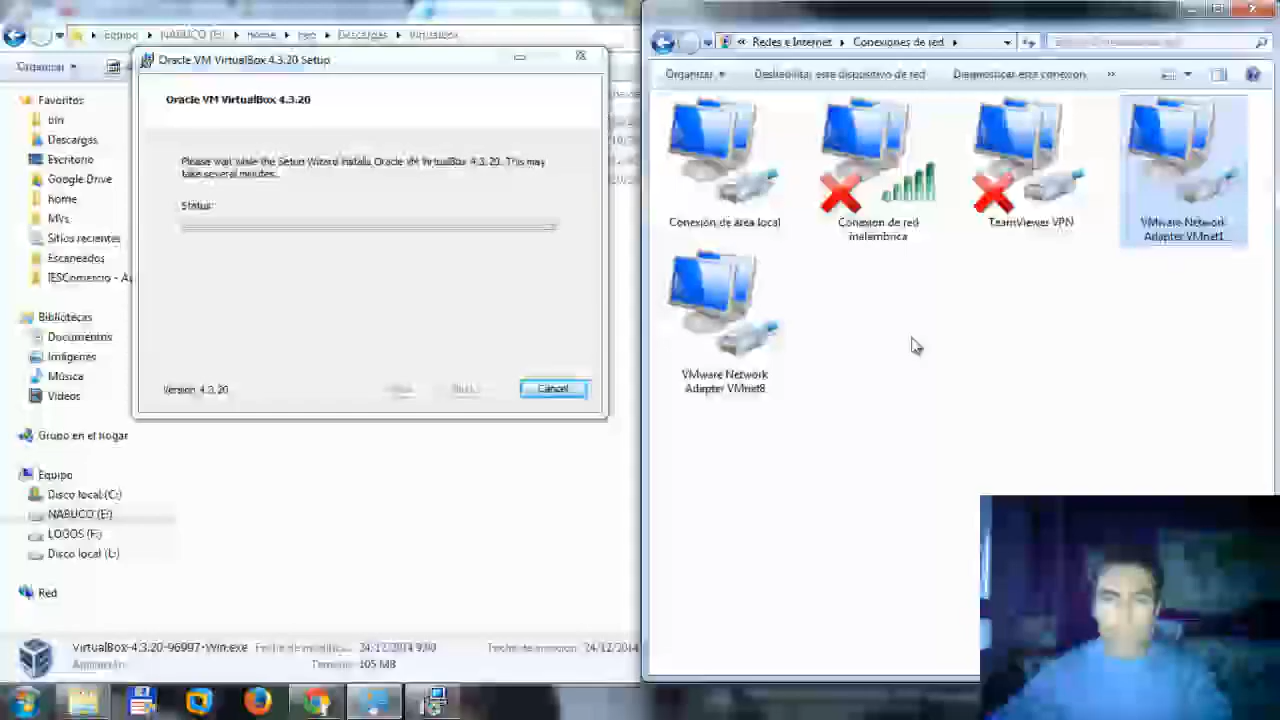 Equipo NABUCO (E:) Home Descargas VirtualBox
Organizar
Favoritos
bin
Descargas
Escritorio
Google Drive
home
MVs
Sitios recientes
Escaneados
IESComercio - A
Bibliotecas
Documentos
Imágenes
Música
Vídeos
Grupo en el hogar
Equipo
Disco local (C:)
NABUCO (E:)
LOGOS (F:)
Disco local (L:)
Red
Oracle VM VirtualBox 4.3.20 Setup
Oracle VM VirtualBox 4.3.20
Please wait while the Setup Wizard installs Oracle VM VirtualBox 4.3.20. This may
take several minutes.
Status:
Version 4.3.20
Cancel
VirtualBox-4.3.20-96997-Win.exe Fecha de modifica... 24/12/2014 9:00 Fecha de creación: 24/12/2014
Aplicación Tamaño: 105 MB
« Redes e Internet Conexiones de red
Organizar Deshabilitar este dispositivo de red Diagnosticar esta conexión »
Conexión de área local
Conexión de red
inalámbrica
TeamViewer VPN
VMware Network
Adapter VMnet1
VMware Network
Adapter VMnet8